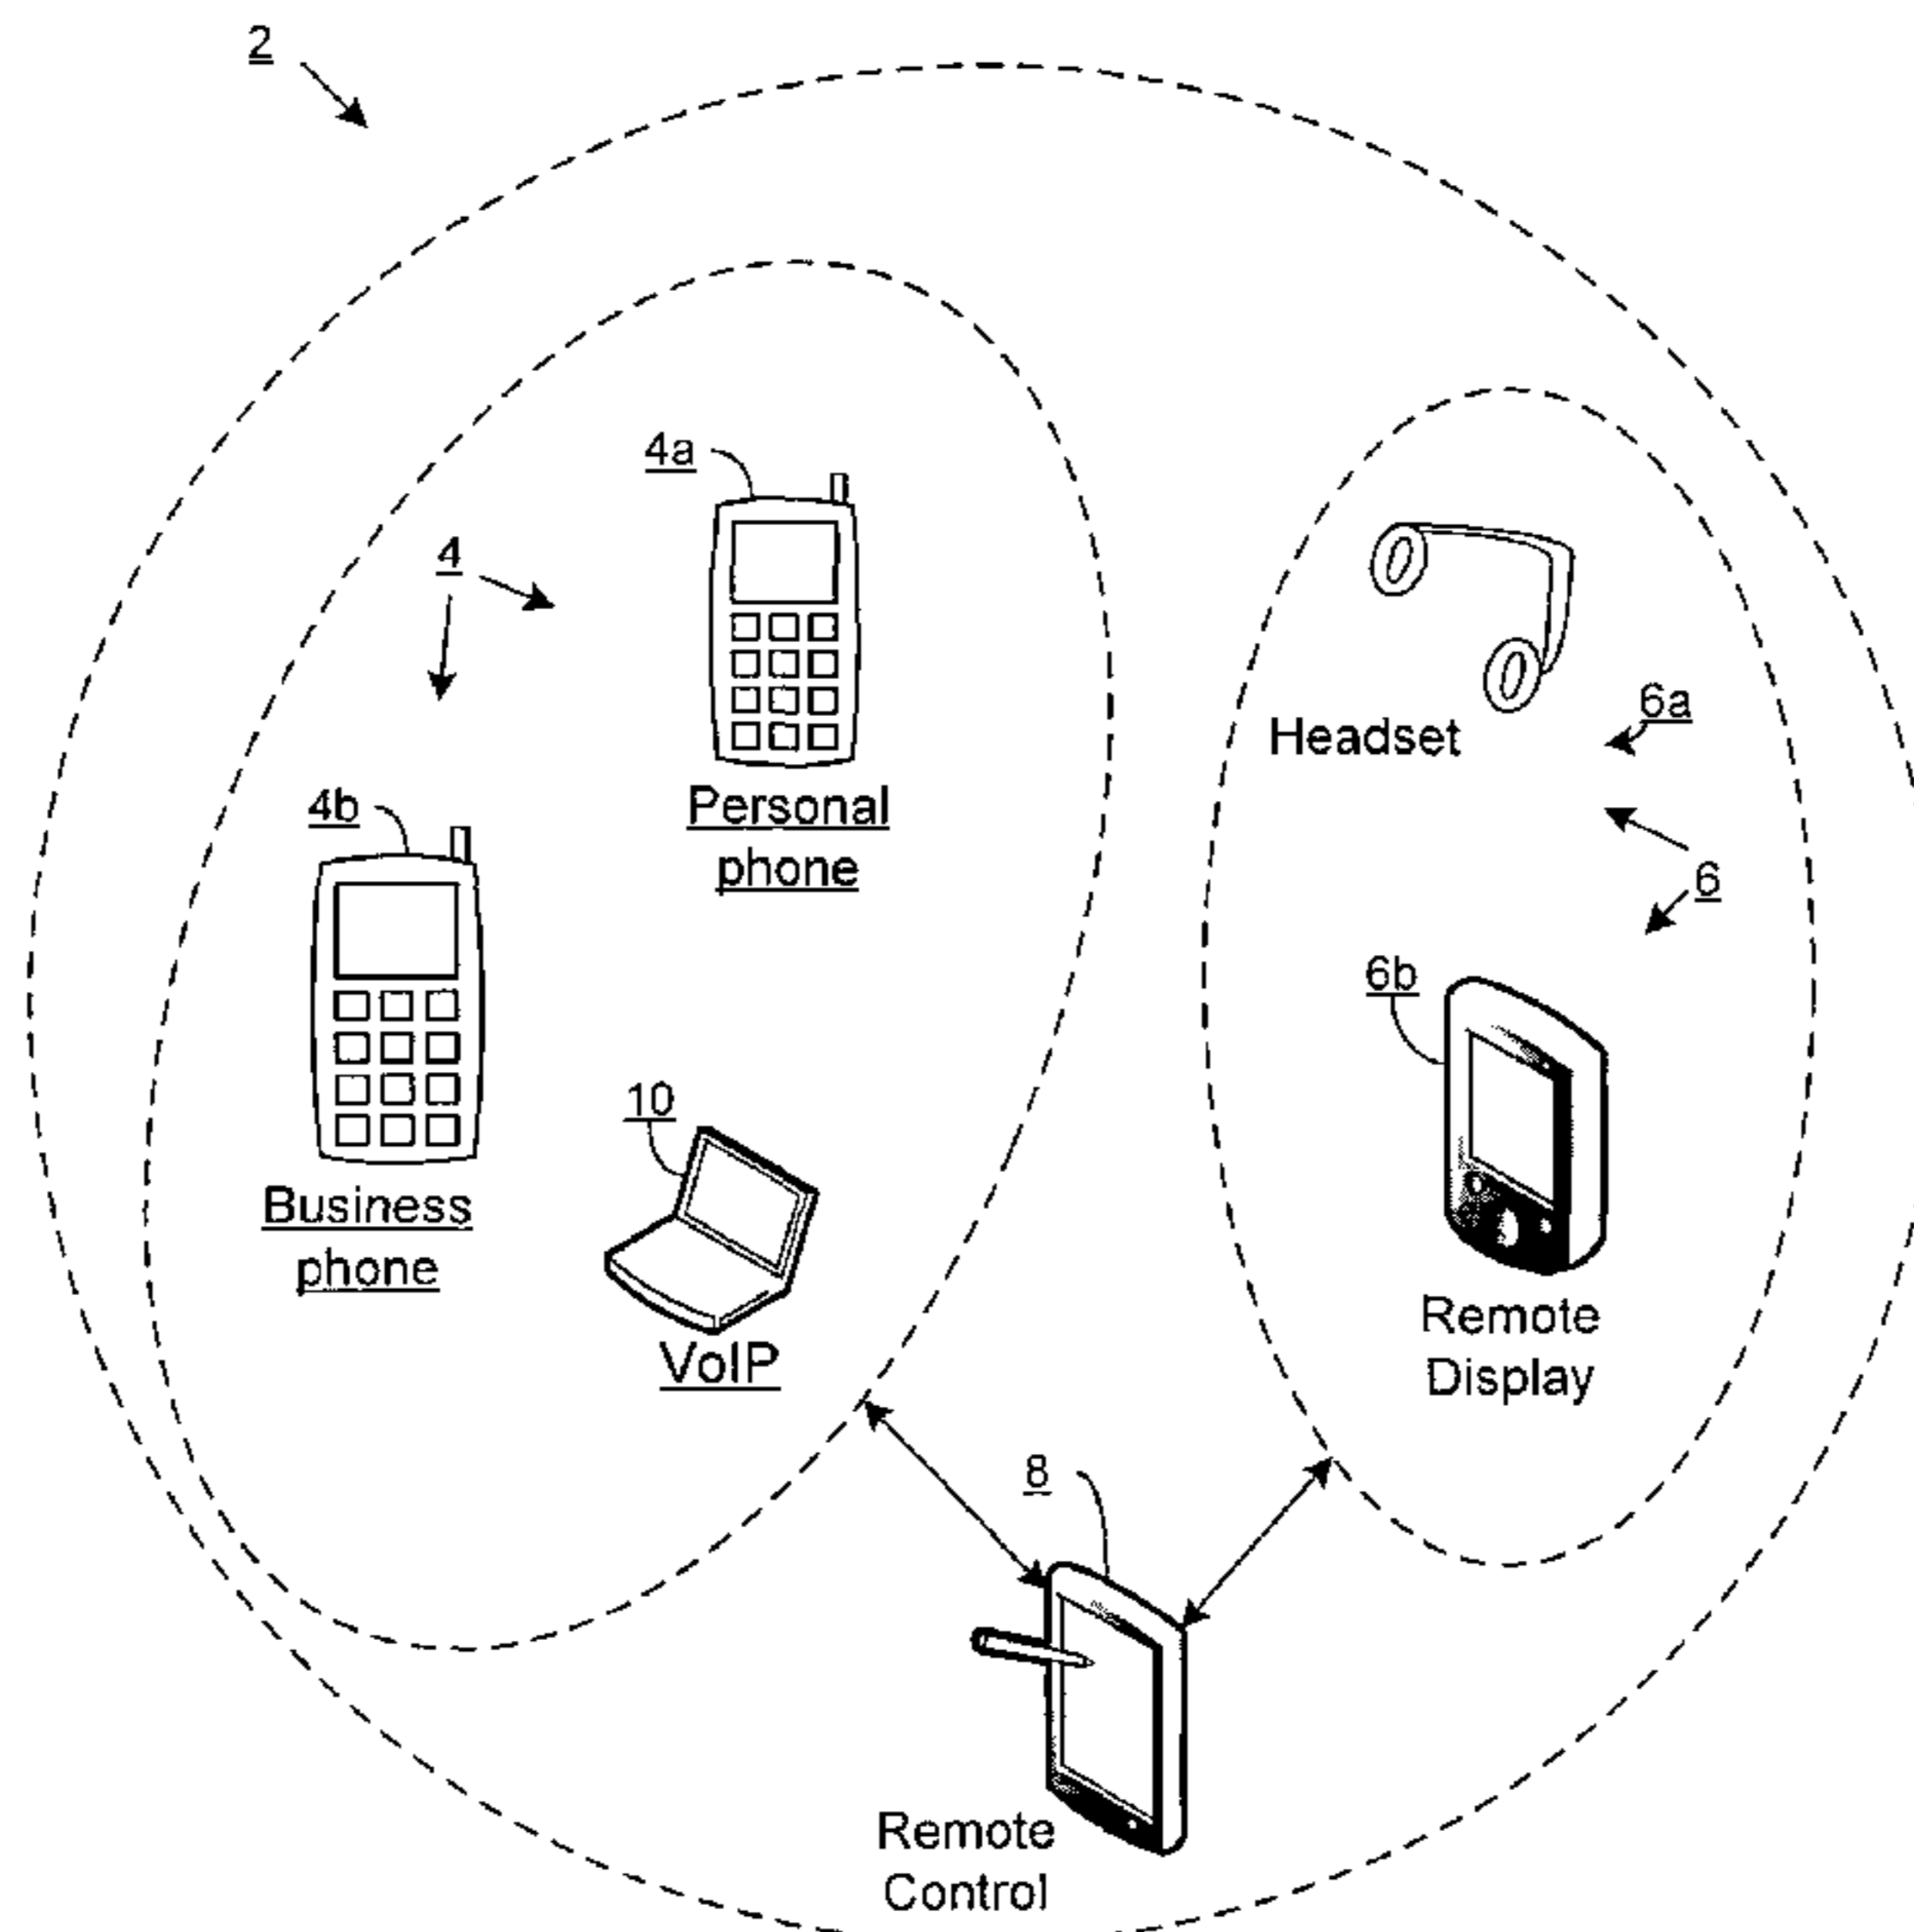 2
4a
4
Personal
phone
4b
Business
phone
10
VoIP
Headset
6a
6
6b
Remote
Display
8
Remote
Control